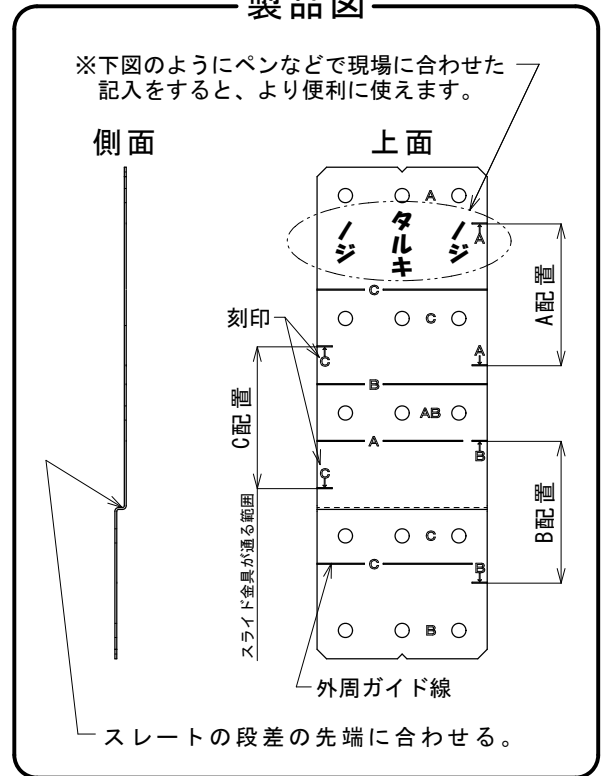 製品図
※下図のようにペンなどで現場に合わせた
記入をすると、より便利に使えます。
側面
上面
A
ノジ
タルキ
ノジ
A
A配置
C
刻印
C
A
C
B
C配置
AB
A
B
C
B配置
スライド金具が通る範囲
C
C
B
B
外周ガイド線
スレートの段差の先端に合わせる。